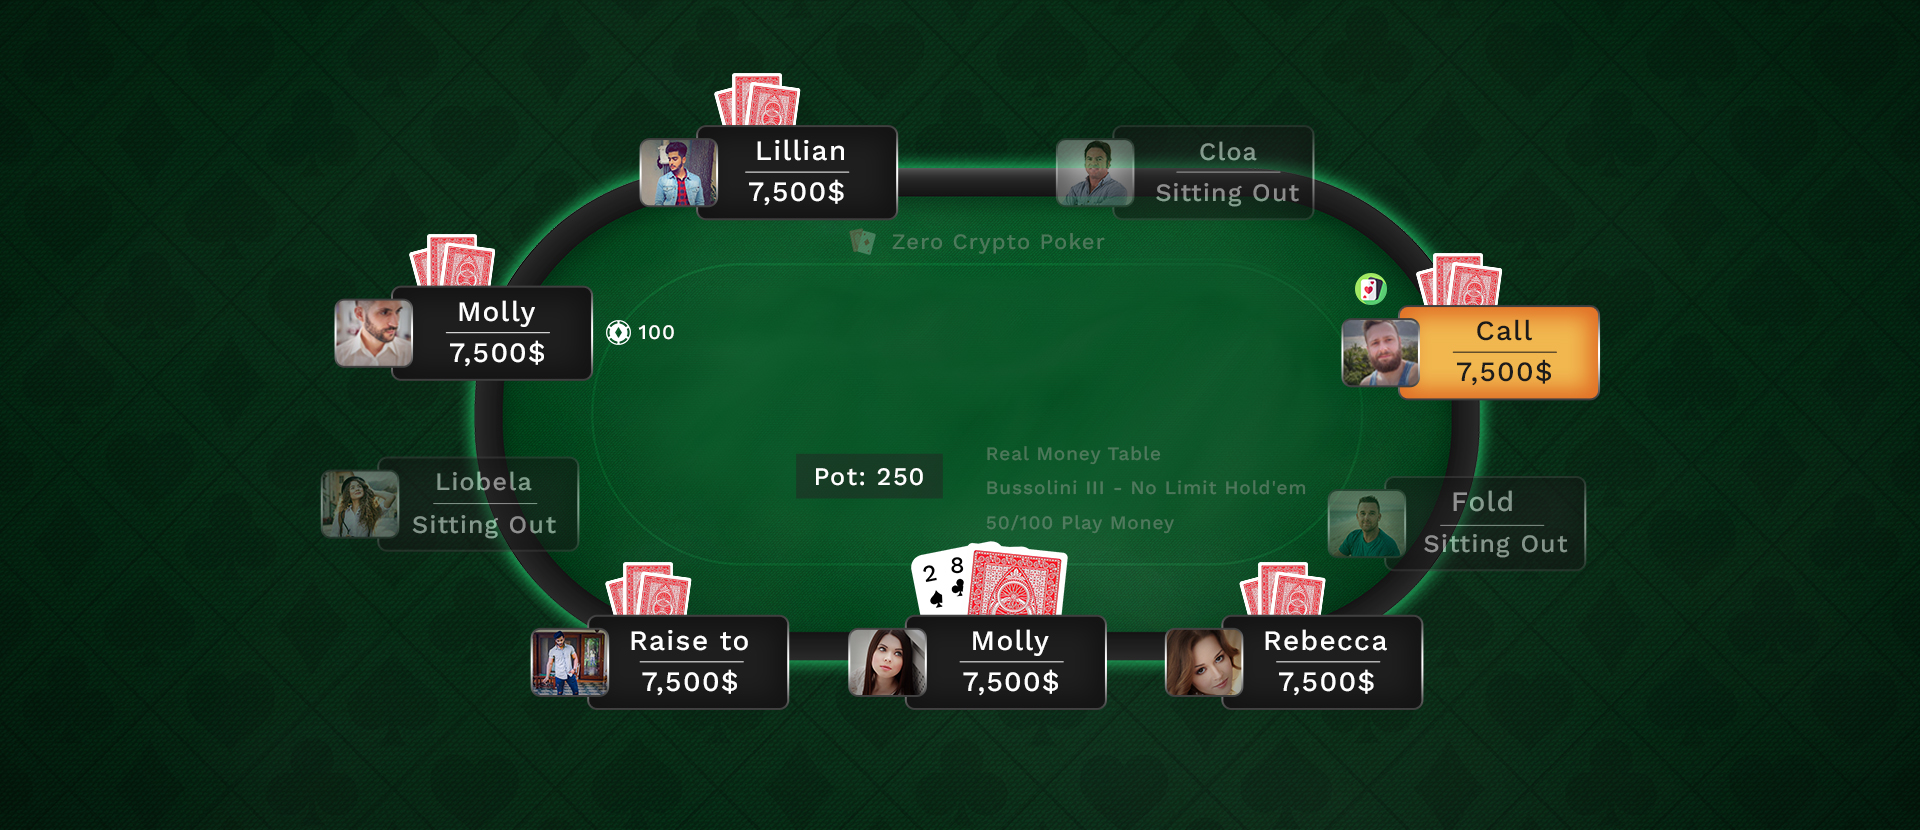 Lillian
7,500$
Cloa
Sitting Out
Zero Crypto Poker
Molly
7,500$
100
Call
7,500$
Pot: 250
Real Money Table
Bussolini III - No Limit Hold'em
50/100 Play Money
Liobela
Sitting Out
Fold
Sitting Out
2 8
Raise to
7,500$
Molly
7,500$
Rebecca
7,500$